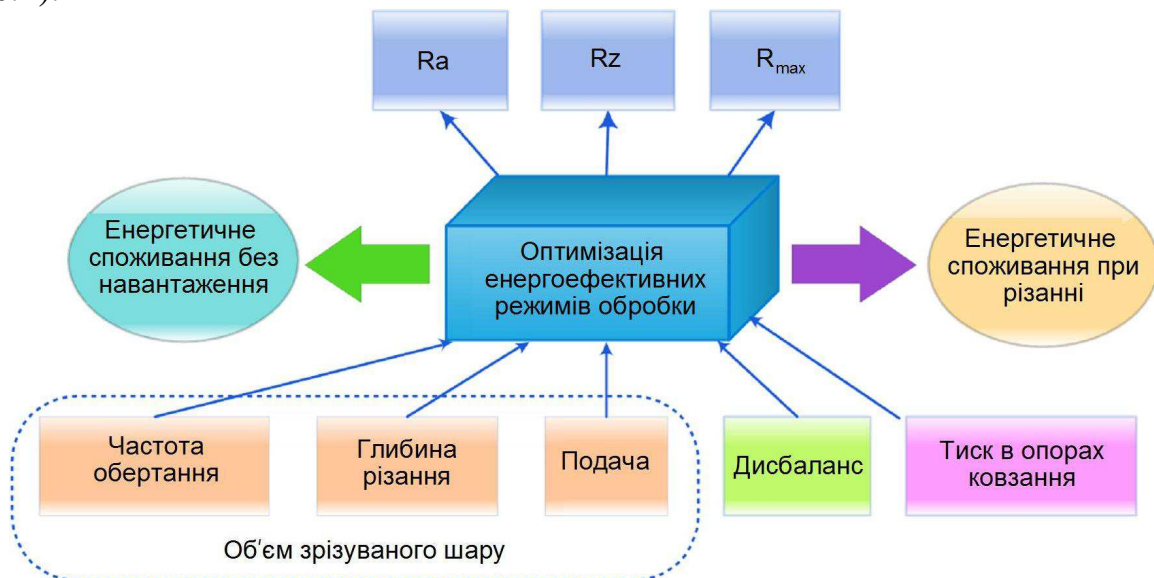 Ra
Rz
Rmax
Енергетичне
споживання без
навантаження
Оптимізація
енергоефективних
режимів обробки
Енергетичне
споживання при
різанні
Частота
обертання
Глибина
різання
Подача
Дисбаланс
Тиск в опорах
ковзання
Об'єм зрізуваного шару